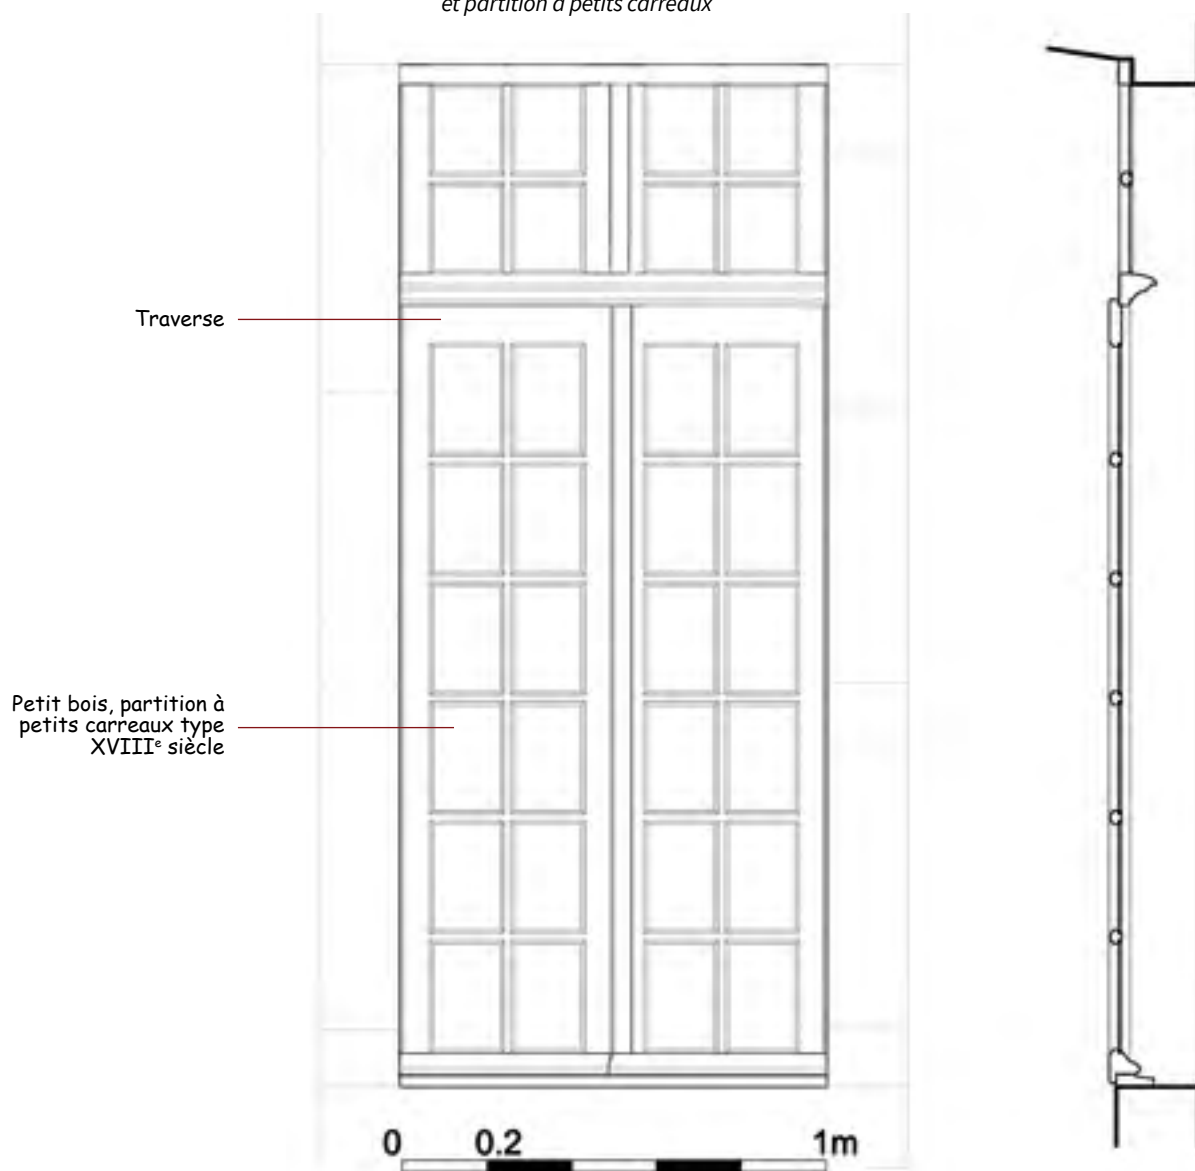 et partition à petits carreaux
Traverse
Petit bois, partition à
petits carreaux type
XVIIIᵉ siècle
0 0.2 1m